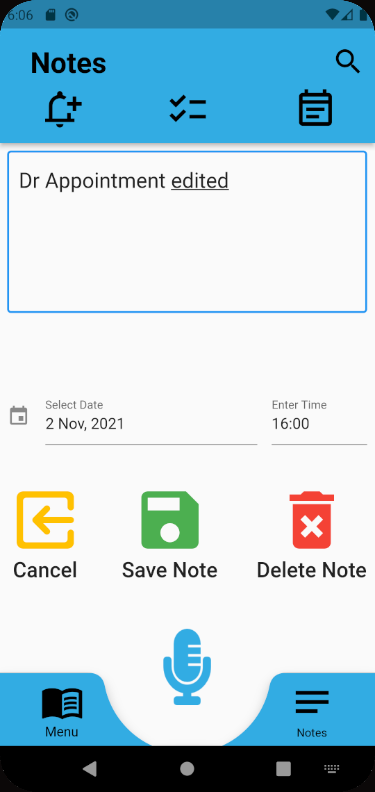 6:06
Notes
Dr Appointment edited
Select Date
Enter Time
2 Nov, 2021
16:00
Cancel
Save Note
Delete Note
Menu
Notes